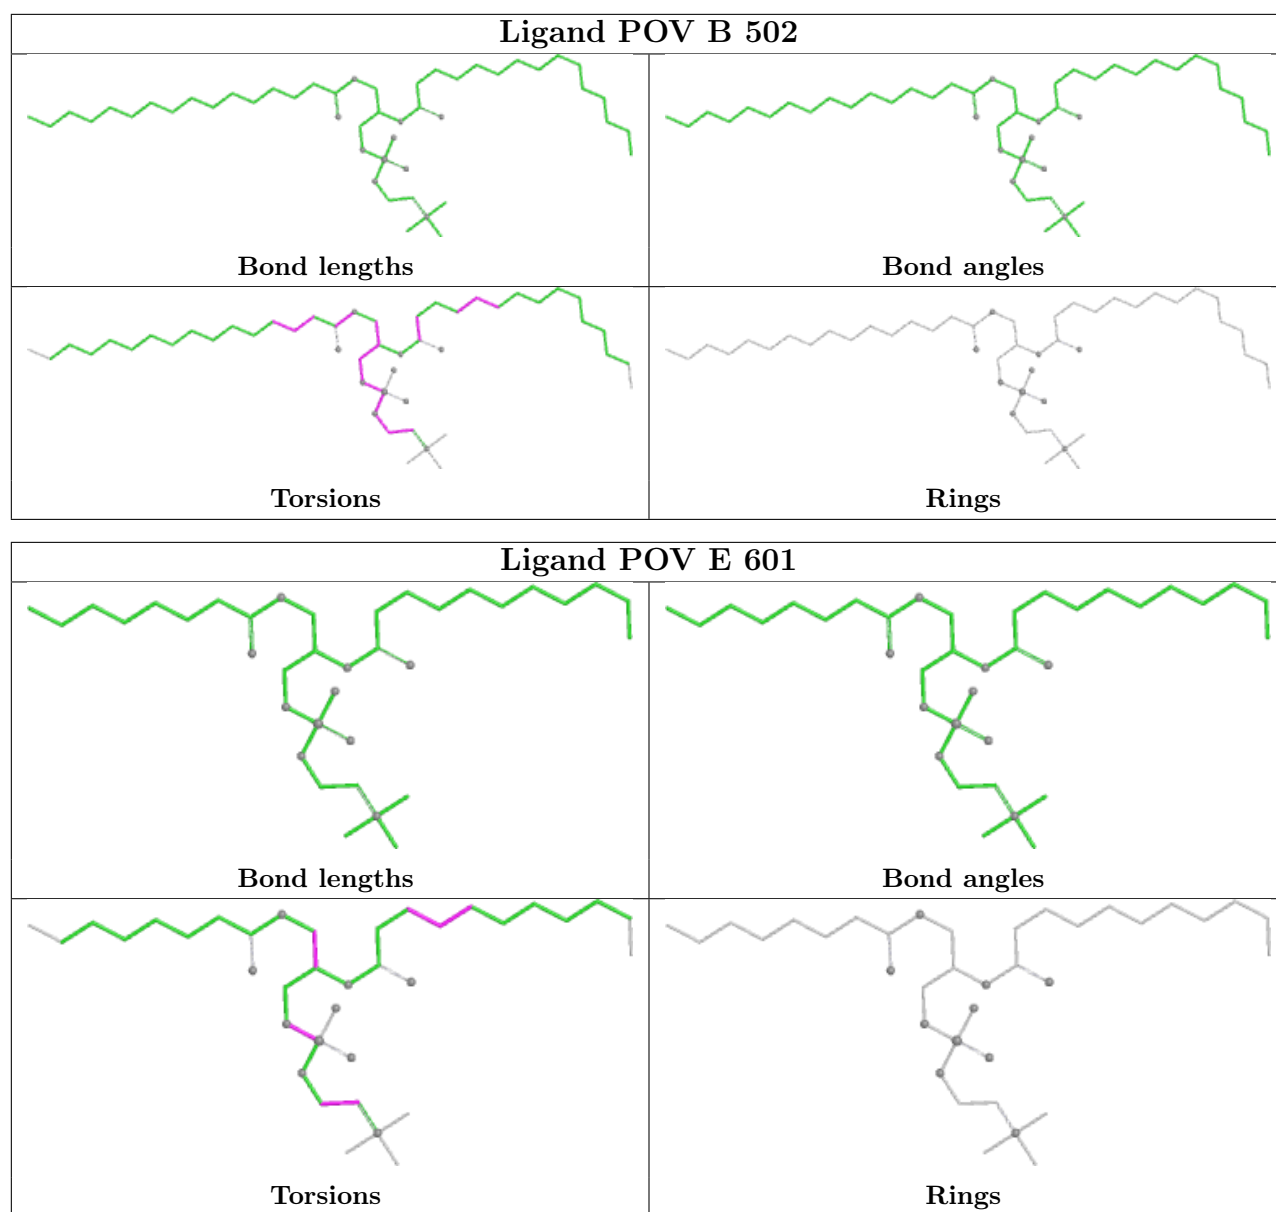 Ligand POV B 502
Bond lengths
Bond angles
Torsions
Rings
Ligand POV E 601
Bond lengths
Bond angles
Torsions
Rings